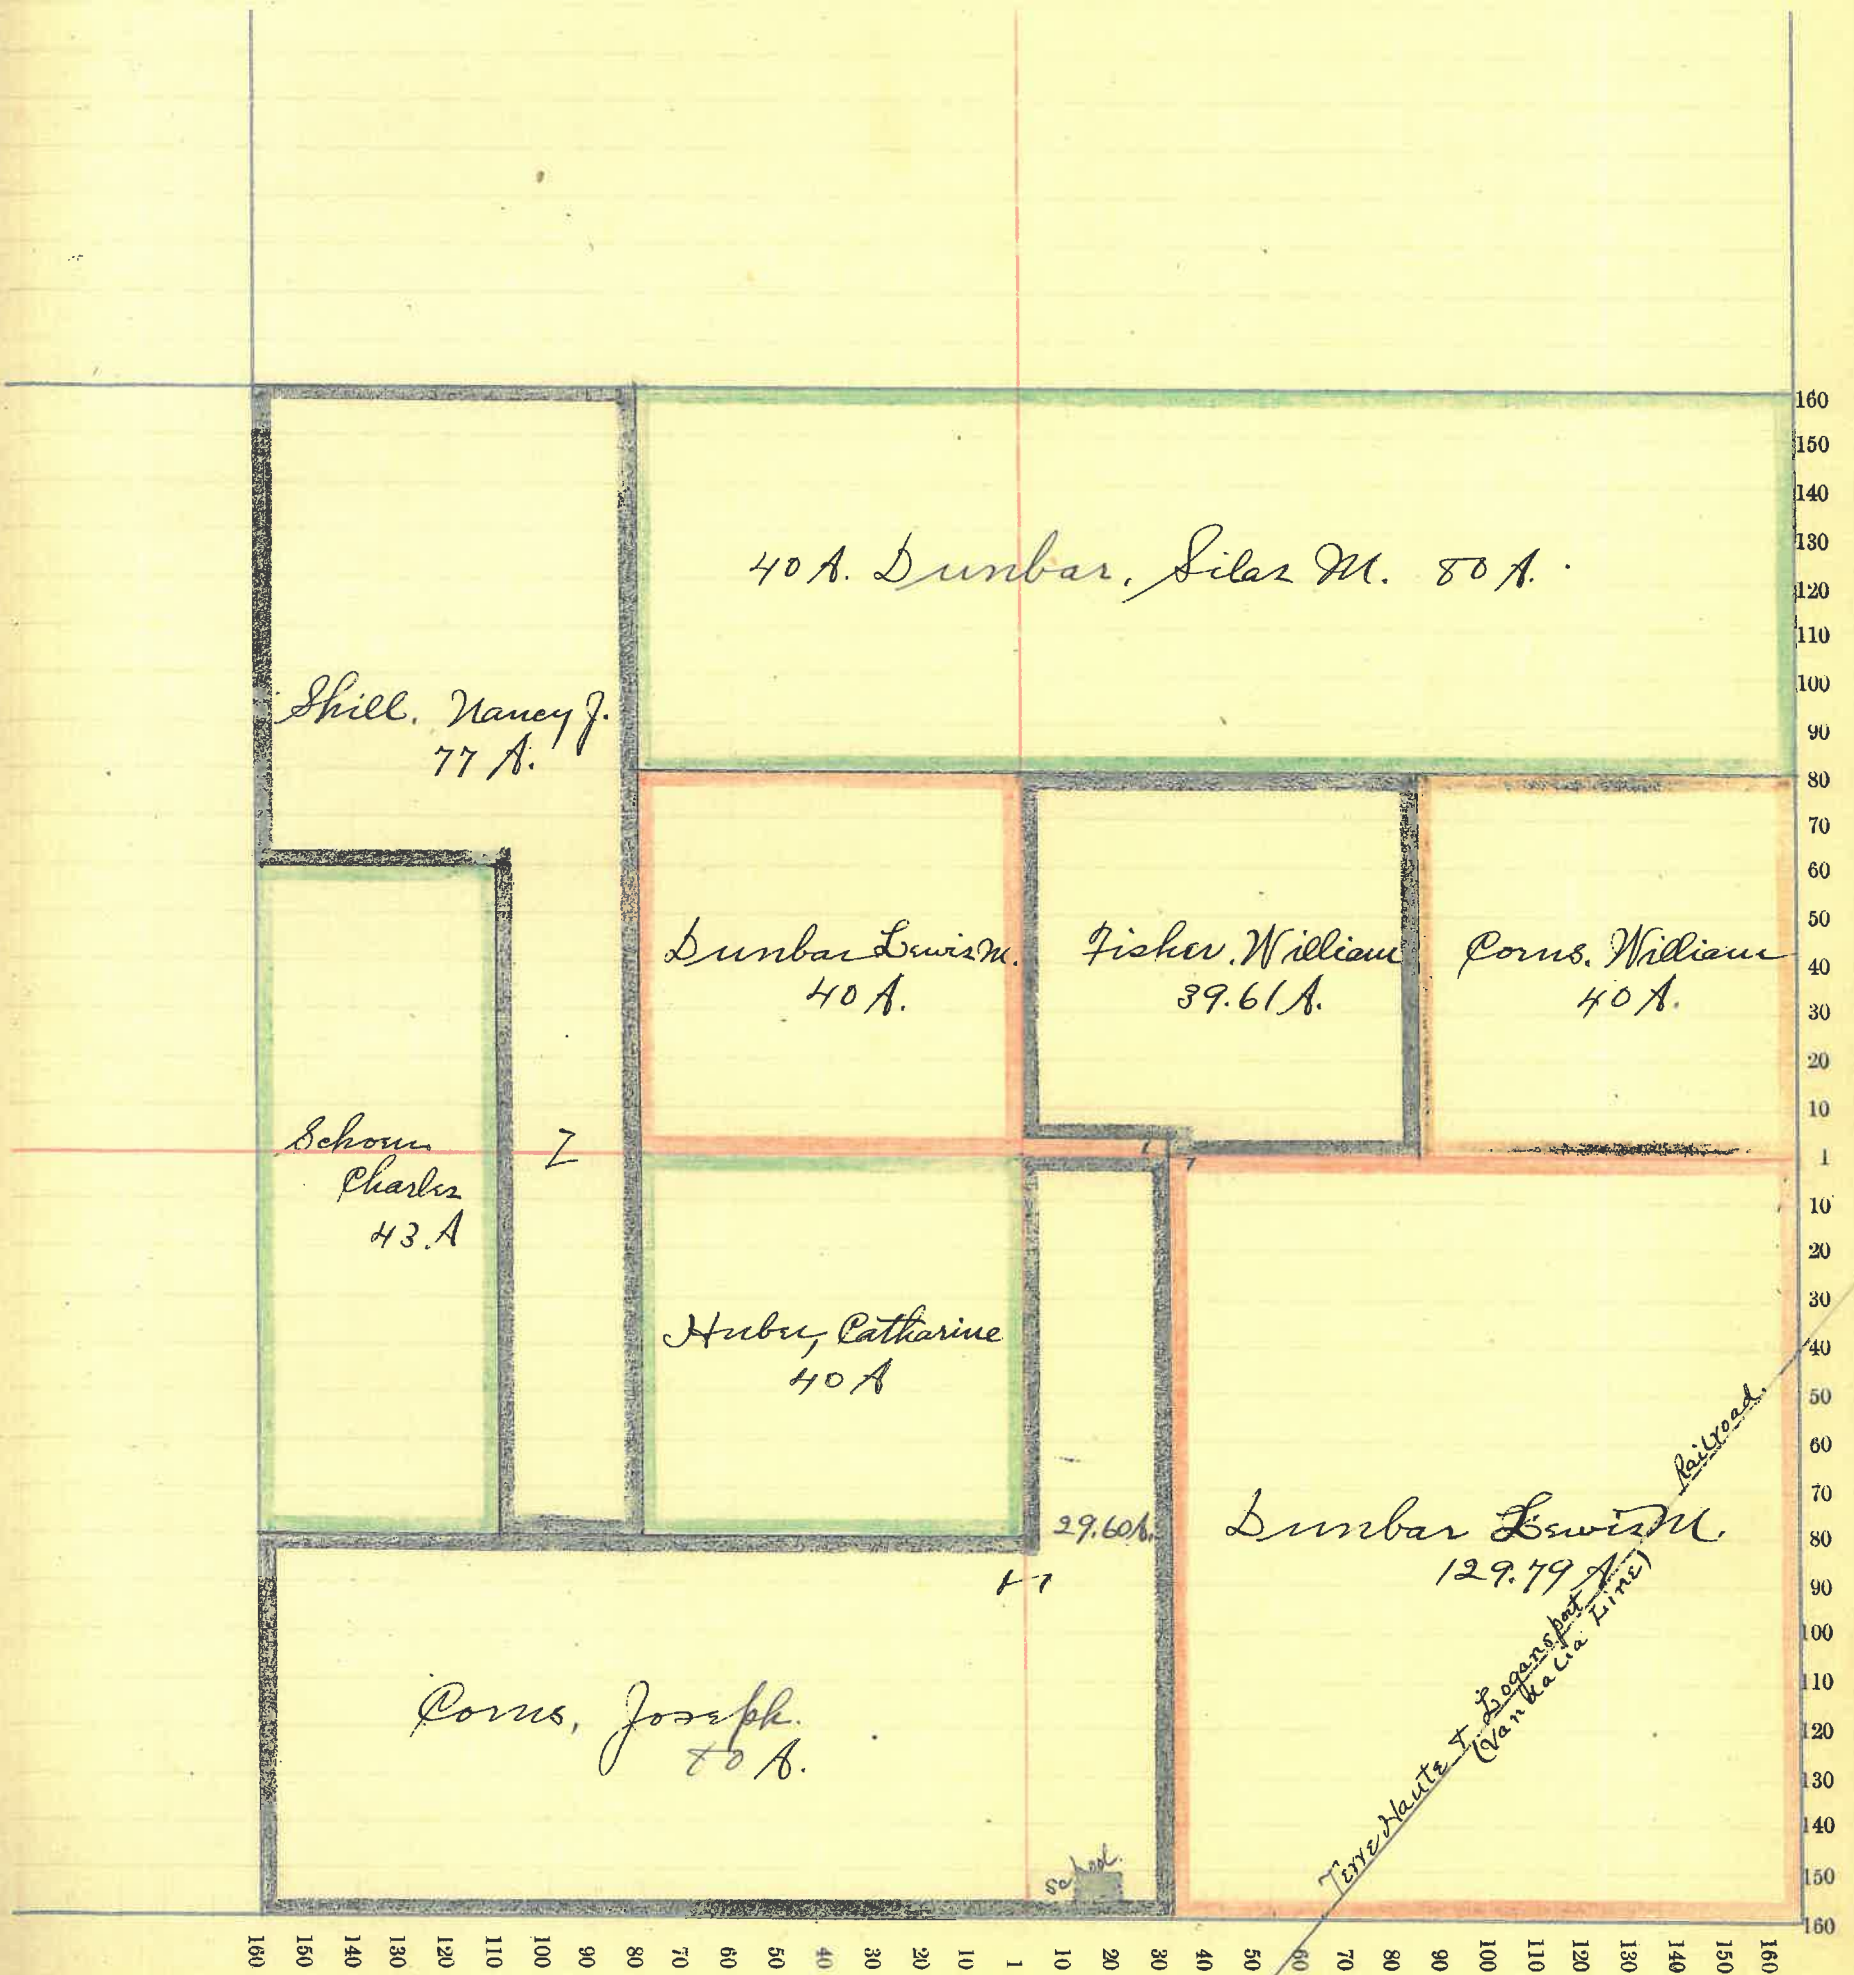 40 A. Dunbar, Silas M. 80 A.
Shill. Nancy J.
77 A.
Dunbar Lewis M.
40 A.
Fisher. William
39.61 A.
Corns. William
40 A.
Schoen
Charles
43. A
Z
Huber, Catharine
40 A
29.60 A.
Dunbar Lewis M.
129.79 A.
Terre Haute & Logansport Railroad.
(Vandalia Line)
Corns, Joseph.
80 A.
School.
160
150
140
130
120
110
100
90
80
70
60
50
40
30
20
10
1
10
20
30
40
50
60
70
80
90
100
110
120
130
140
150
160
160 150 140 130 120 110 100 90 80 70 60 50 40 30 20 10 1 10 20 30 40 50 60 70 80 90 100 110 120 130 140 150 160